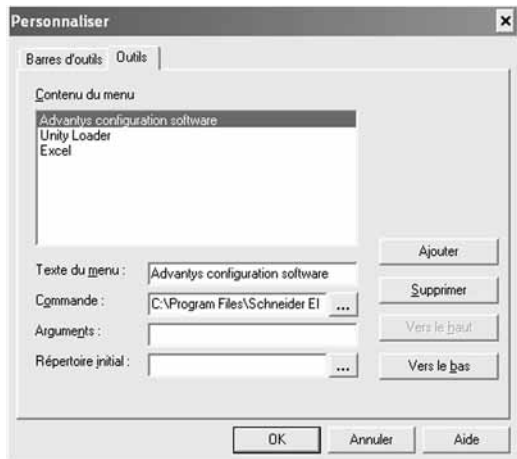 Personnaliser
Barres d'outils
Outils
Contenu du menu
Advantys configuration software
Unity Loader
Excel
Ajouter
Texte du menu :
Advantys configuration software
Supprimer
Commande :
C:\Program Files\Schneider El
...
Vers le haut
Arguments :
Répertoire initial :
...
Vers le bas
OK
Annuler
Aide